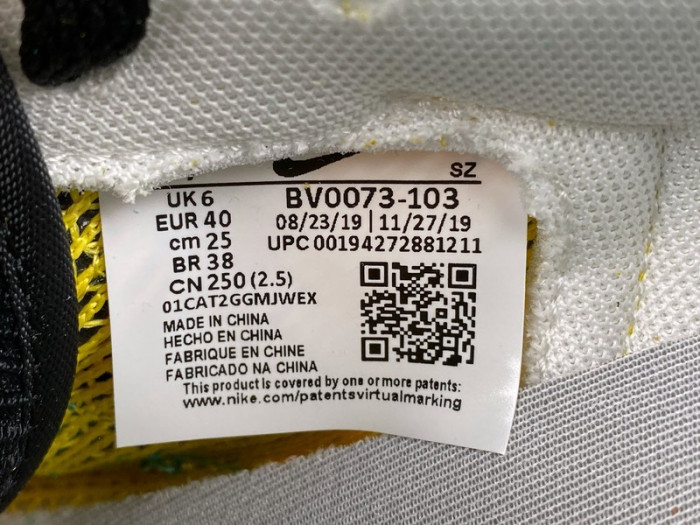 SZ
UK 6
EUR 40
cm 25
BR 38
CN 250 (2.5)
01CAT2GGMJWEX
BV0073-103
08/23/19 | 11/27/19
UPC 00194272881211
MADE IN CHINA
HECHO EN CHINA
FABRIQUE EN CHINE
FABRICADO NA CHINA
This product is covered by one or more patents:
www.nike.com/patentsvirtualmarking